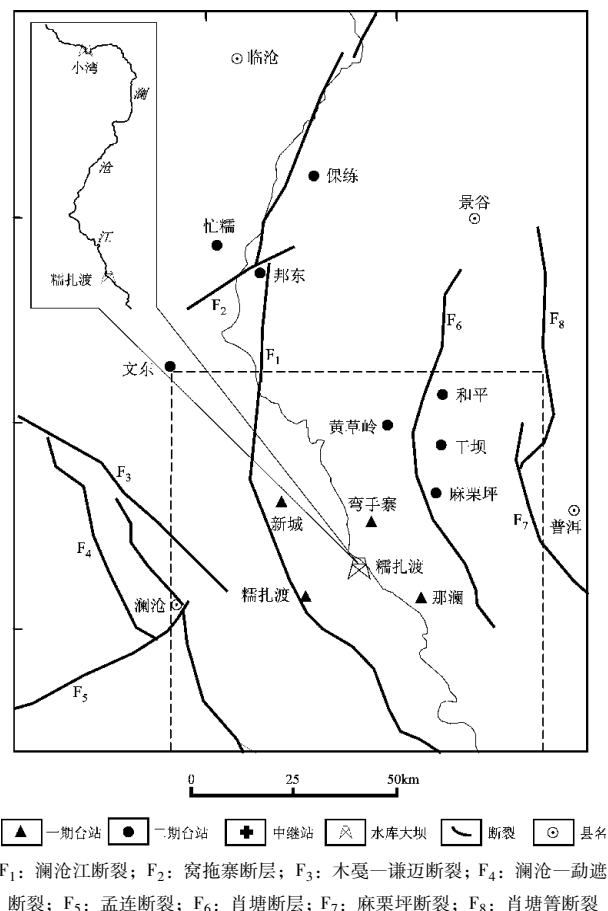 小湾
澜
沧
江
糯扎渡
临沧
倮练
景谷
忙糯
邦东
F2
F1
F6
F8
文东
和平
黄草岭
干坝
麻栗坪
弯手寨
新城
F3
F4
F7
普洱
糯扎渡
糯扎渡
那澜
澜沧
F5
0 25 50km
一期台站 二期台站 中继站 水库大坝 断裂 县名
F1：澜沧江断裂；F2：窝拖寨断层；F3：木戛—谦迈断裂；F4：澜沧—勐遮
断裂；F5：孟连断裂；F6：肖塘断层；F7：麻栗坪断裂；F8：肖塘箐断裂